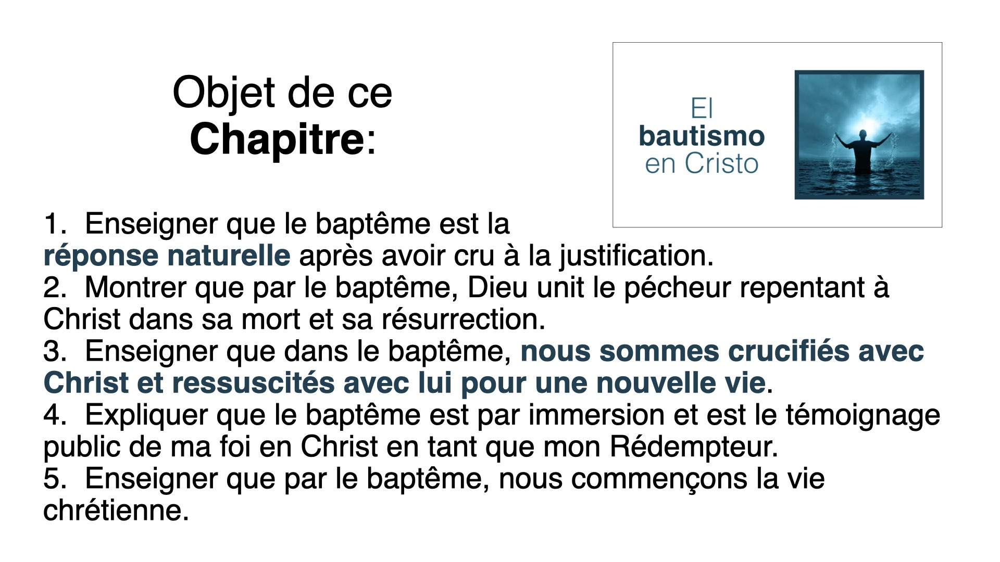 Objet de ce
Chapitre:
El
bautismo
en Cristo
1. Enseigner que le baptême est la
réponse naturelle après avoir cru à la justification.
2. Montrer que par le baptême, Dieu unit le pécheur repentant à
Christ dans sa mort et sa résurrection.
3. Enseigner que dans le baptême, nous sommes crucifiés avec
Christ et ressuscités avec lui pour une nouvelle vie.
4. Expliquer que le baptême est par immersion et est le témoignage
public de ma foi en Christ en tant que mon Rédempteur.
5. Enseigner que par le baptême, nous commençons la vie
chrétienne.